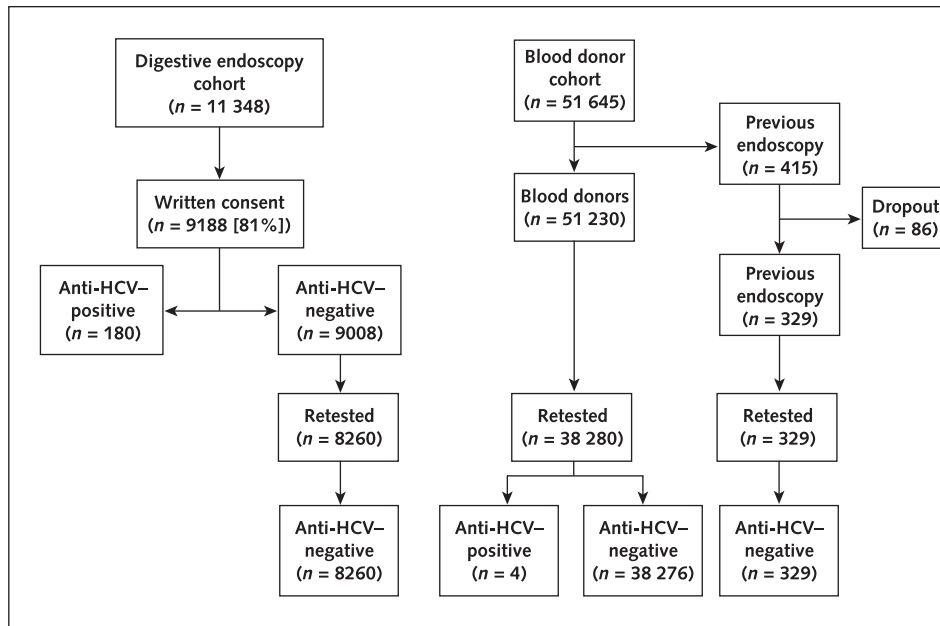 Digestive endoscopy
cohort
(n = 11 348)
Written consent
(n = 9188 [81%])
Anti-HCV–
positive
(n = 180)
Anti-HCV–
negative
(n = 9008)
Retested
(n = 8260)
Anti-HCV–
negative
(n = 8260)
Blood donor
cohort
(n = 51 645)
Previous
endoscopy
(n = 415)
Blood donors
(n = 51 230)
Dropout
(n = 86)
Previous
endoscopy
(n = 329)
Retested
(n = 38 280)
Retested
(n = 329)
Anti-HCV–
positive
(n = 4)
Anti-HCV–
negative
(n = 38 276)
Anti-HCV–
negative
(n = 329)